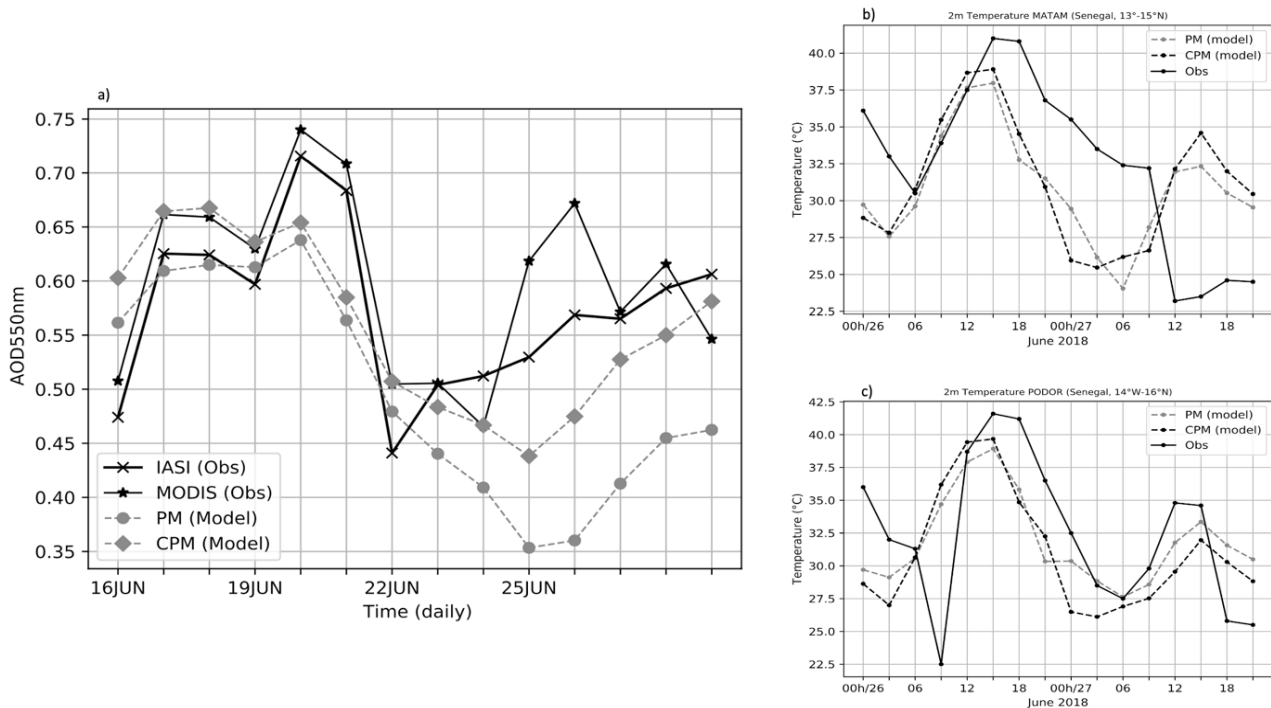 a)
0.75
0.70
0.65
0.60
0.55
0.50
0.45
0.40
0.35
AOD550nm
IASI (Obs)
MODIS (Obs)
PM (Model)
CPM (Model)
16JUN 19JUN 22JUN 25JUN
Time (daily)
b)
2m Temperature MATAM (Senegal, 13°-15°N)
PM (model)
CPM (model)
Obs
40.0
37.5
35.0
32.5
30.0
27.5
25.0
22.5
Temperature (°C)
00h/26 06 12 18 00h/27 06 12 18
June 2018
c)
2m Temperature PODOR (Senegal, 14°W-16°N)
PM (model)
CPM (model)
Obs
42.5
40.0
37.5
35.0
32.5
30.0
27.5
25.0
22.5
Temperature (°C)
00h/26 06 12 18 00h/27 06 12 18
June 2018